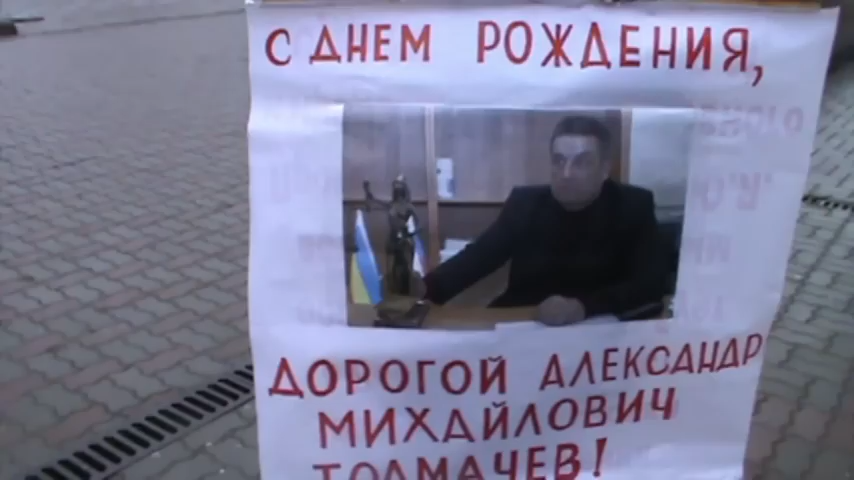 С ДНЕМ РОЖДЕНИЯ,
ДОРОГОЙ АЛЕКСАНДР
МИХАЙЛОВИЧ
ТОЛМАЧЕВ!